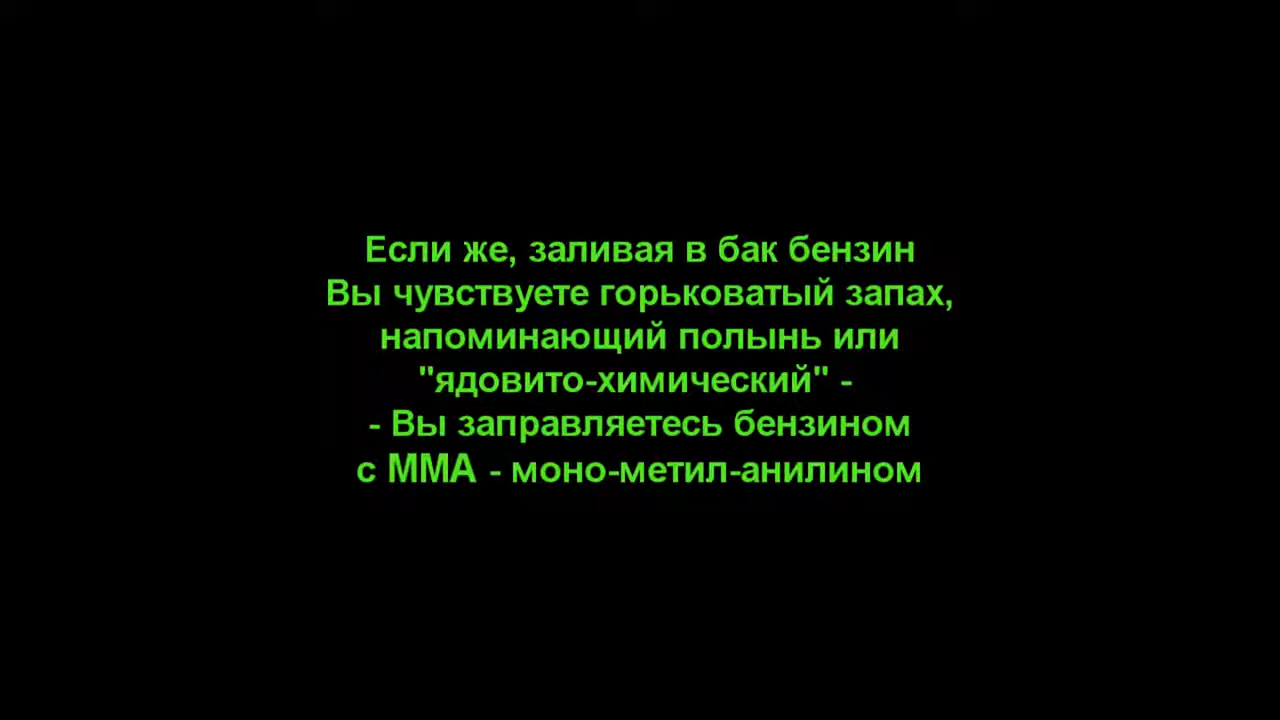 Если же, заливая в бак бензин
Вы чувствуете горьковатый запах,
напоминающий полынь или
"ядовито-химический" -
- Вы заправляетесь бензином
с ММА - моно-метил-анилином